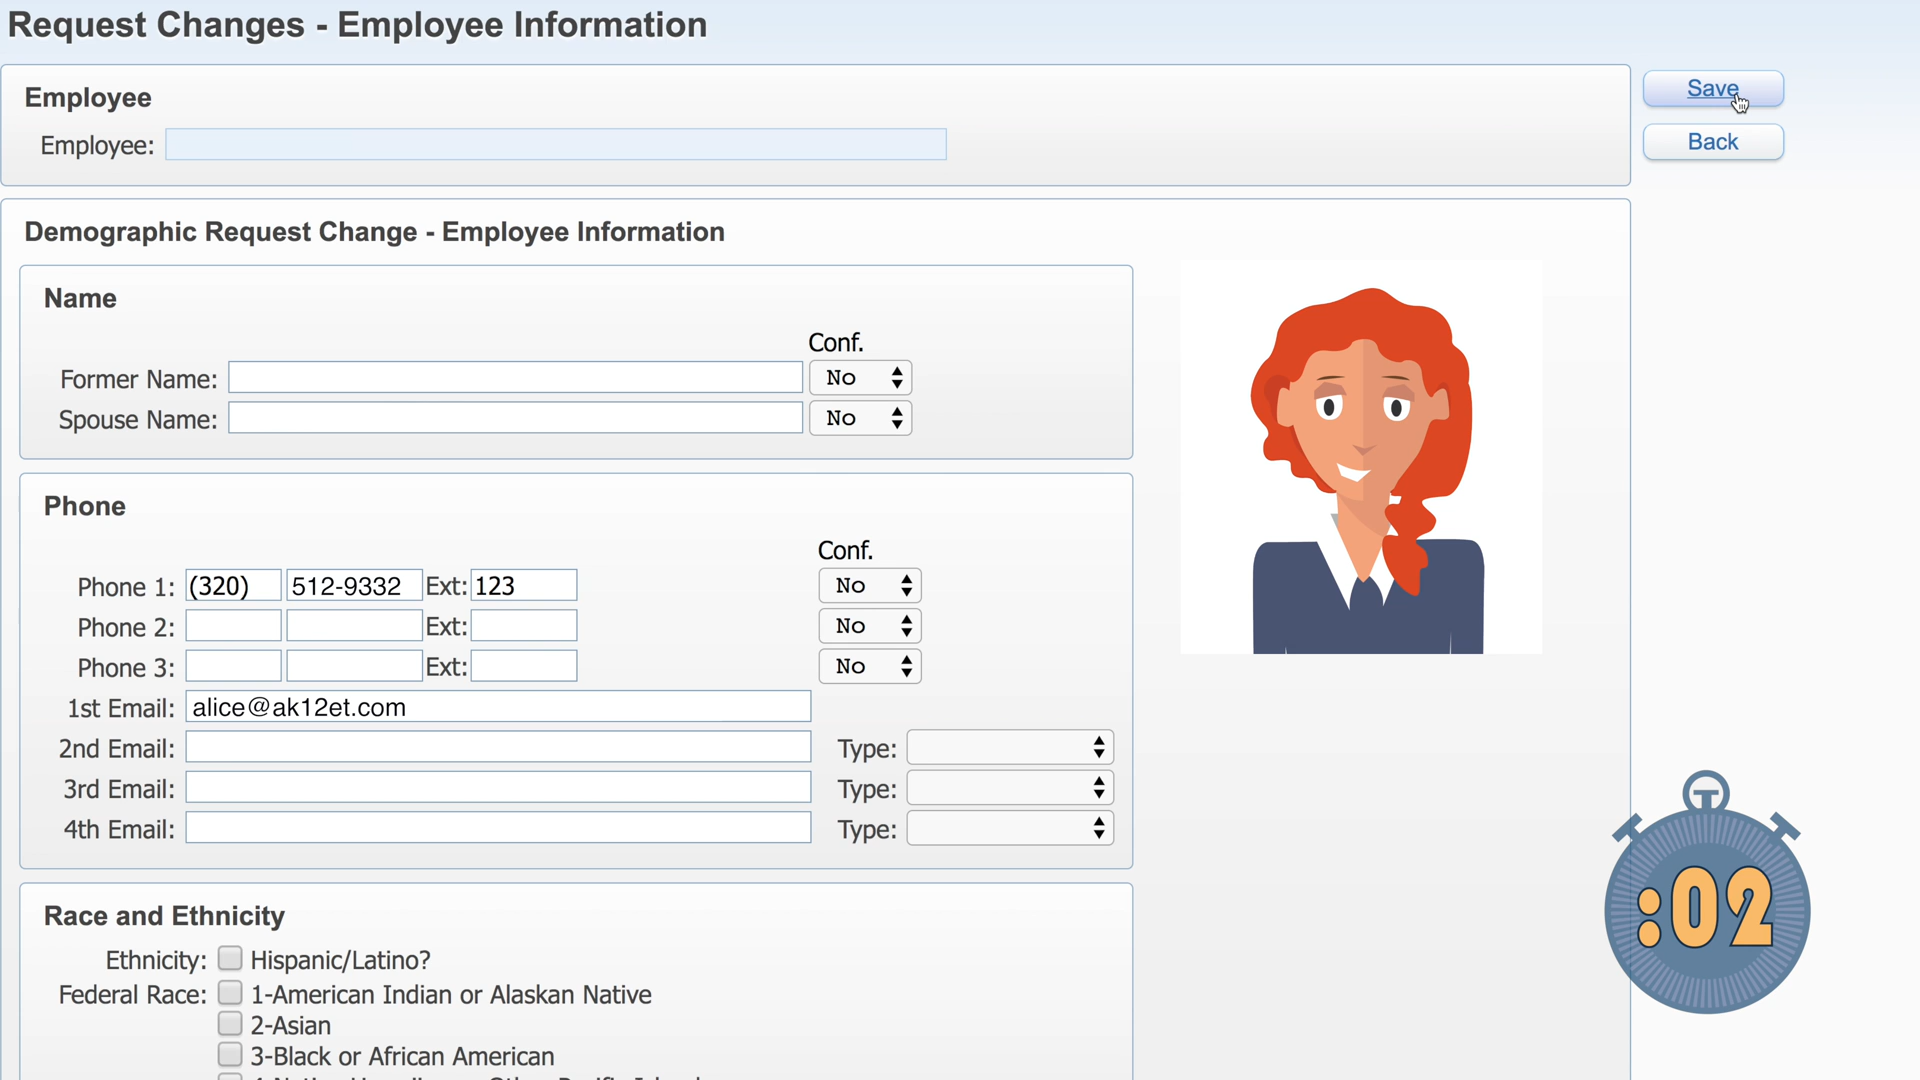 Request Changes - Employee Information
Employee
Save
Employee:
Back
Demographic Request Change - Employee Information
Name
Conf.
Former Name: No
Spouse Name: No
Phone
Conf.
Phone 1: (320) 512-9332 Ext: 123 No
Phone 2: Ext: No
Phone 3: Ext: No
1st Email: alice@ak12et.com
2nd Email: Type:
3rd Email: Type:
4th Email: Type:
:02
Race and Ethnicity
Ethnicity: Hispanic/Latino?
Federal Race: 1-American Indian or Alaskan Native
2-Asian
3-Black or African American